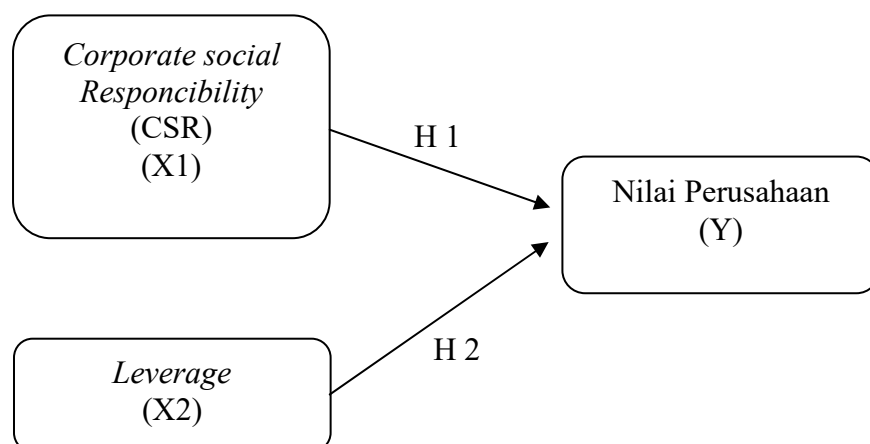 Corporate social
Responcibility
(CSR)
(X1)
H 1
Nilai Perusahaan
(Y)
H 2
Leverage
(X2)